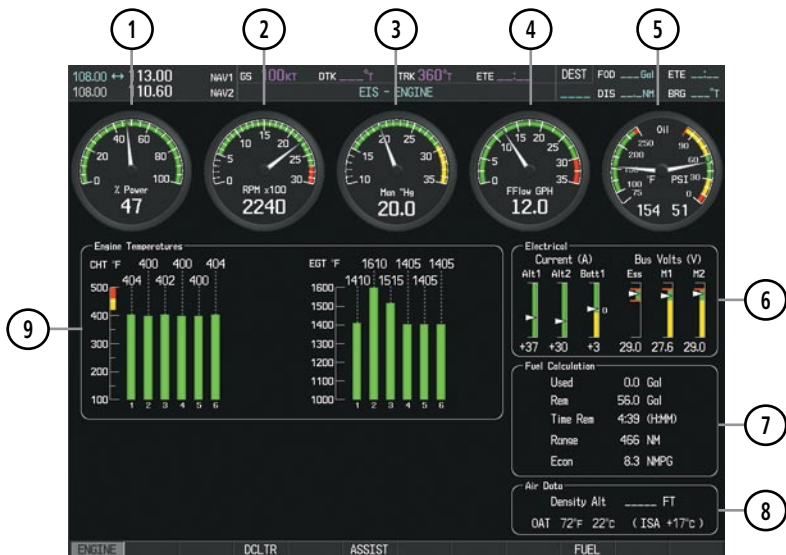 1 2 3 4 5
108.00 ↔ 113.00 NAV1 GS 100KT DTK ___°T TRK 360°T ETE __:__ DEST FOD ___Gal ETE __:__
108.00 110.60 NAV2 EIS - ENGINE ____ DIS __._NM BRG ___°T
0 20 40 60 80 100
% Power
47
0 5 10 15 20 25 30
RPM x100
2240
10 15 20 25 30 35
Man "Hg
20.0
0 5 10 15 20 25 30 35
FFlow GPH
12.0
Oil
250 200 150 100 75 °F
90 60 30 0 PSI
154 51
Engine Temperatures
CHT °F 400 400 404
404 402 400
500
400
300
200
100
1 2 3 4 5 6
EGT °F 1610 1405 1405
1410 1515 1405
1600
1500
1400
1300
1200
1100
1000
1 2 3 4 5 6
Electrical
Current (A) Bus Volts (V)
Alt1 Alt2 Batt1 Ess M1 M2
0
+37 +30 +3 29.0 27.6 29.0
6
Fuel Calculation
Used 0.0 Gal
Rem 56.0 Gal
Time Rem 4:39 (H:MM)
Range 466 NM
Econ 8.3 NMPG
7
Air Data
Density Alt _____ FT
OAT 72°F 22°C (ISA +17°C)
8
9
ENGINE DCLTR ASSIST FUEL